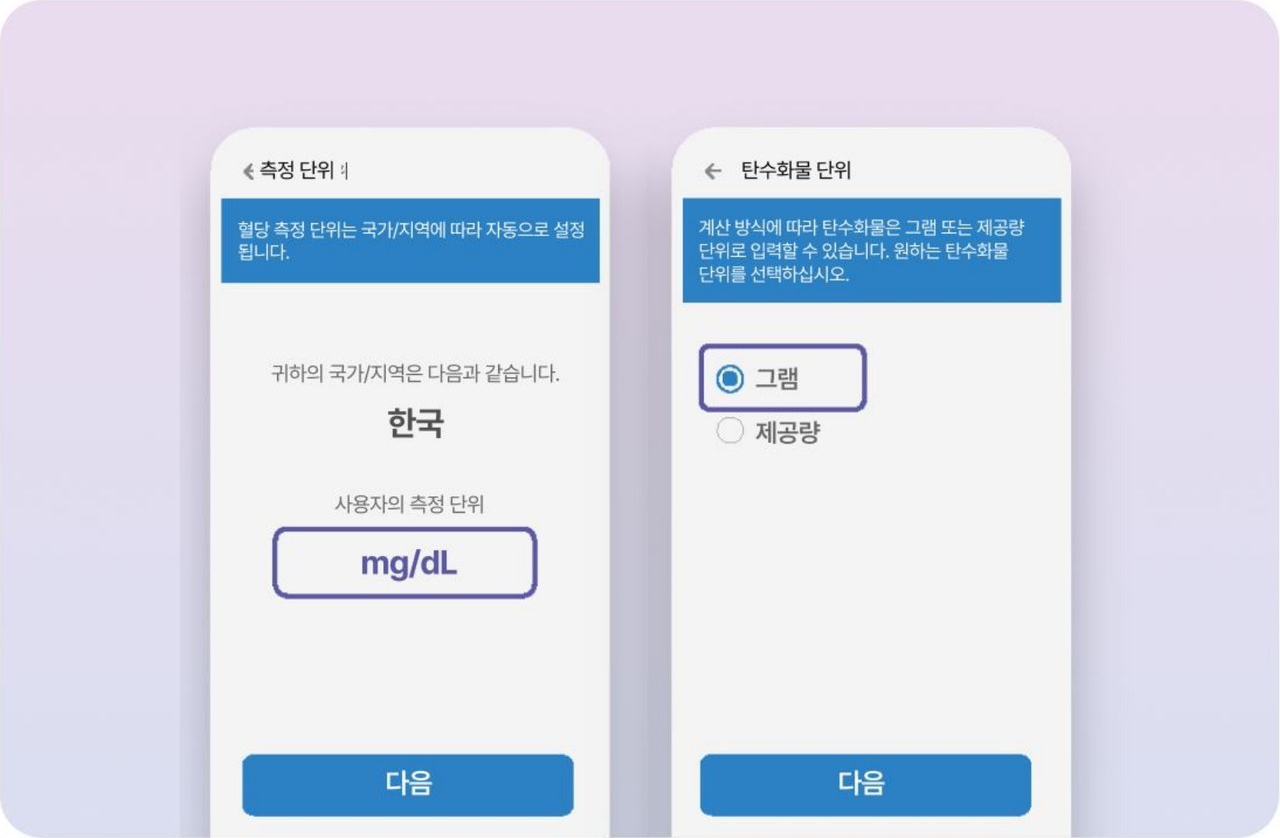 측정 단위
혈당 측정 단위는 국가/지역에 따라 자동으로 설정
됩니다.
귀하의 국가/지역은 다음과 같습니다.
한국
사용자의 측정 단위
mg/dL
다음
탄수화물 단위
계산 방식에 따라 탄수화물은 그램 또는 제공량
단위로 입력할 수 있습니다. 원하는 탄수화물
단위를 선택하십시오.
그램
제공량
다음